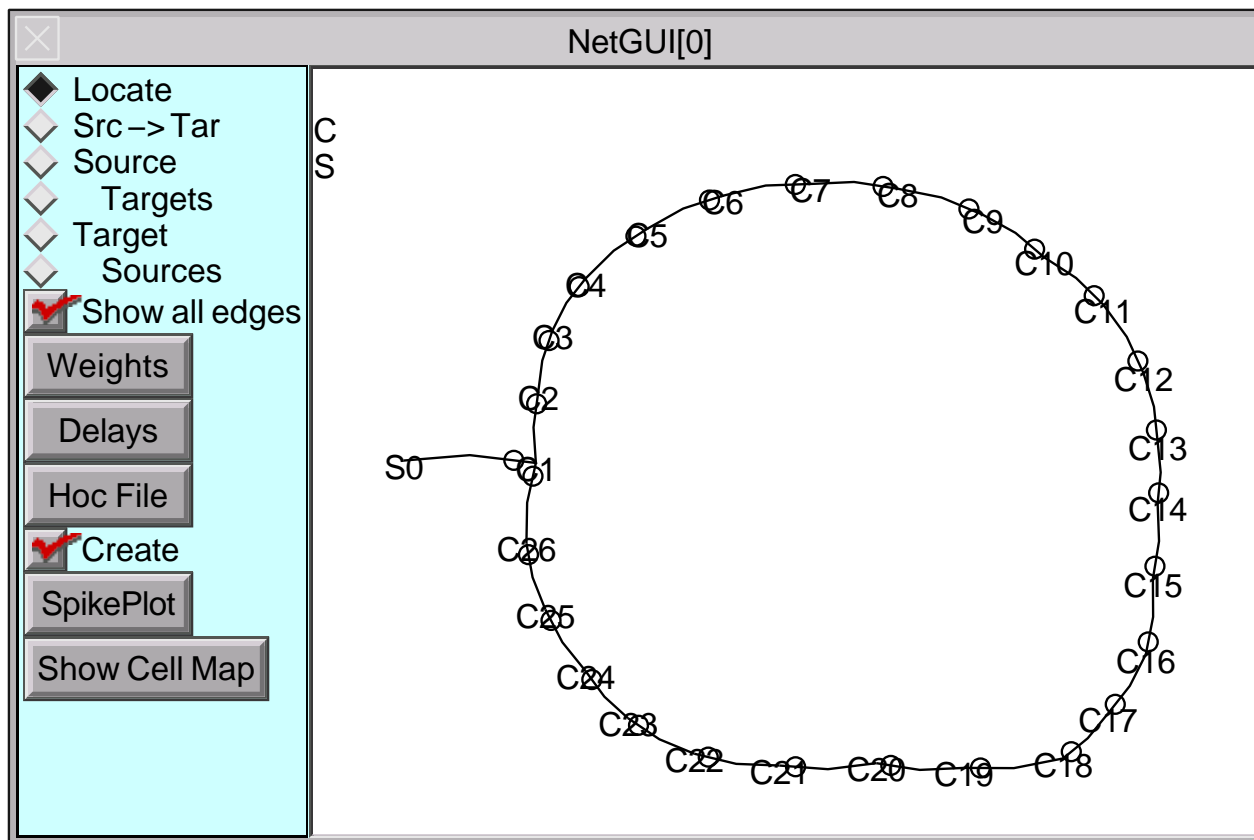 NetGUI[0]
Locate
Src –> Tar
Source
Targets
Target
Sources
Show all edges
Weights
Delays
Hoc File
Create
SpikePlot
Show Cell Map
C
S
S0
C1
C2
C3
C4
C5
C6
C7
C8
C9
C10
C11
C12
C13
C14
C15
C16
C17
C18
C19
C20
C21
C22
C23
C24
C25
C26